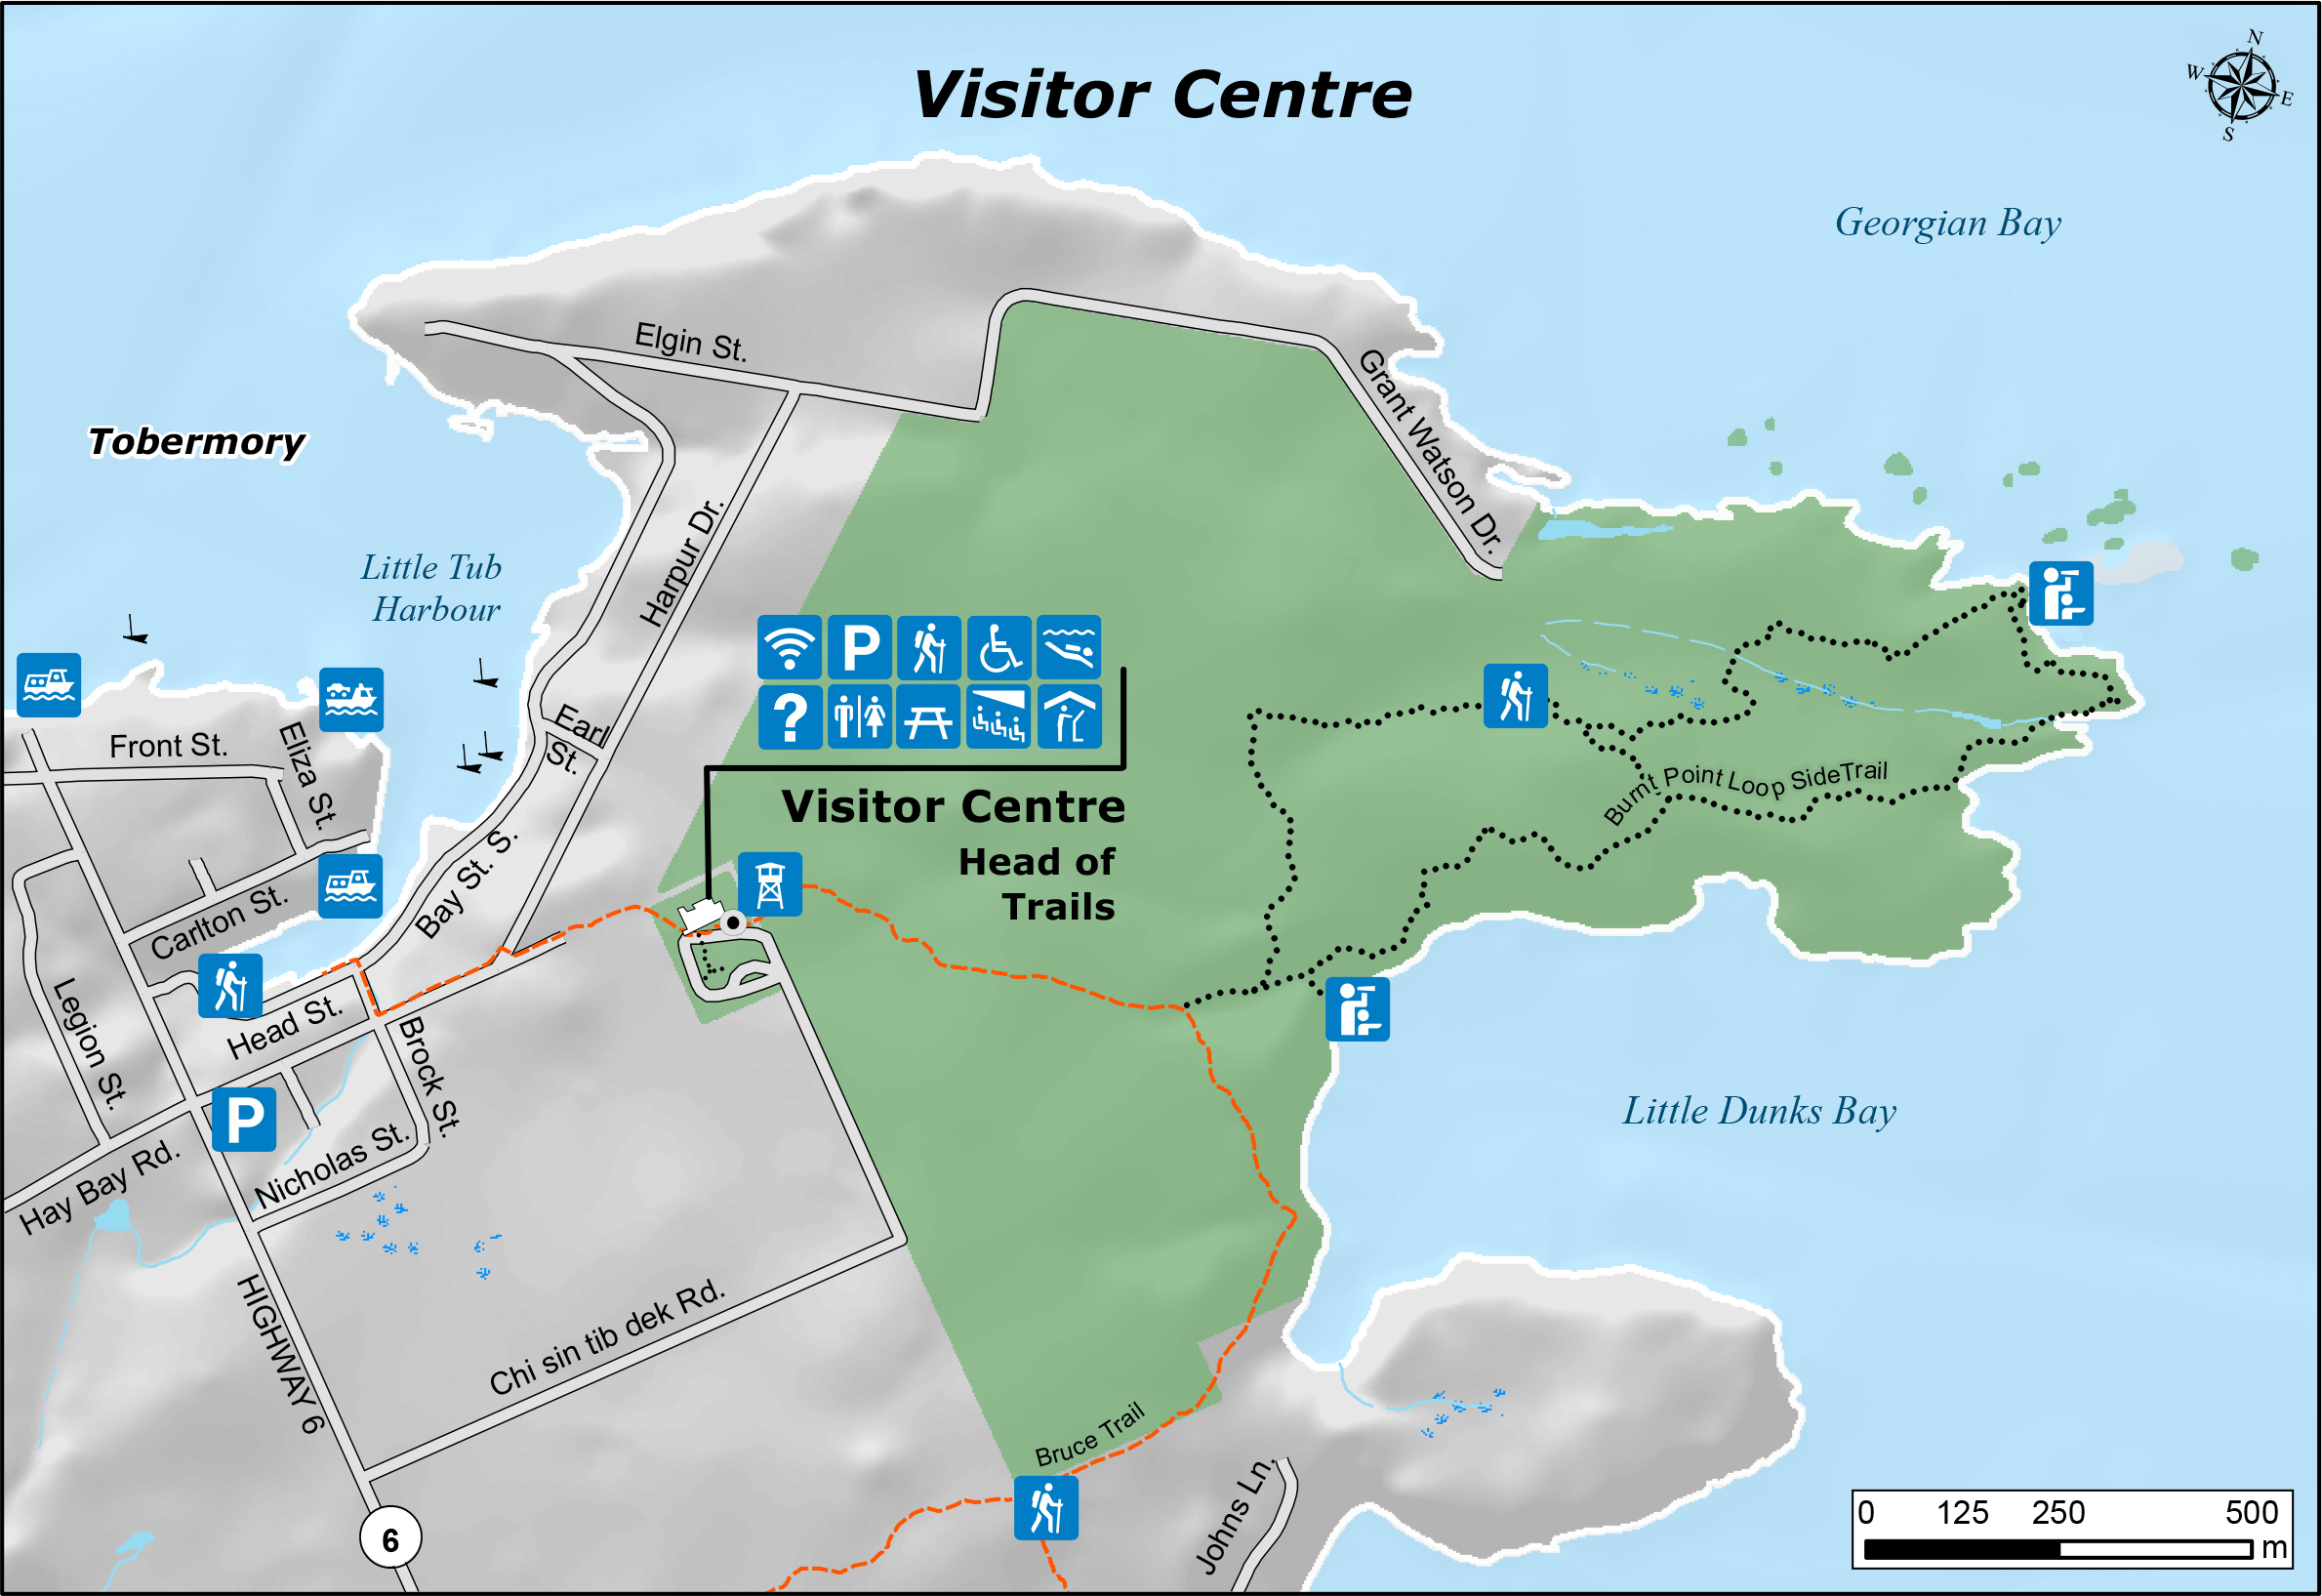 Visitor Centre
N
W
E
S
Georgian Bay
Elgin St.
Grant Watson Dr.
Tobermory
Harpur Dr.
Little Tub
Harbour
P
?
Earl
St.
Front St.
Eliza St.
Burnt Point Loop SideTrail
Visitor Centre
Head of
Trails
Bay St. S.
Carlton St.
Legion St.
Head St.
Brock St.
P
Little Dunks Bay
Hay Bay Rd.
Nicholas St.
HIGHWAY 6
Chi sin tib dek Rd.
Bruce Trail
Johns Ln.
6
0 125 250 500
m